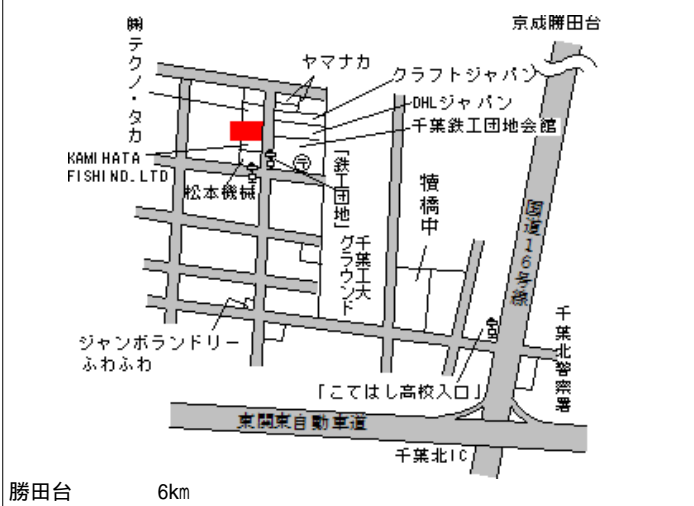 京成勝田台
㈱テクノ・タカ
ヤマナカ
クラフトジャパン
DHLジャパン
千葉鉄工団地会館
KAMIHATA
FISHIND.LTD
松本機械
「鉄工団地」
犢橋中
国道16号線
千葉工大
グラウンド
ジャンボランドリー
ふわふわ
千葉北警察署
「こてはし高校入口」
東関東自動車道
千葉北IC
勝田台 6km